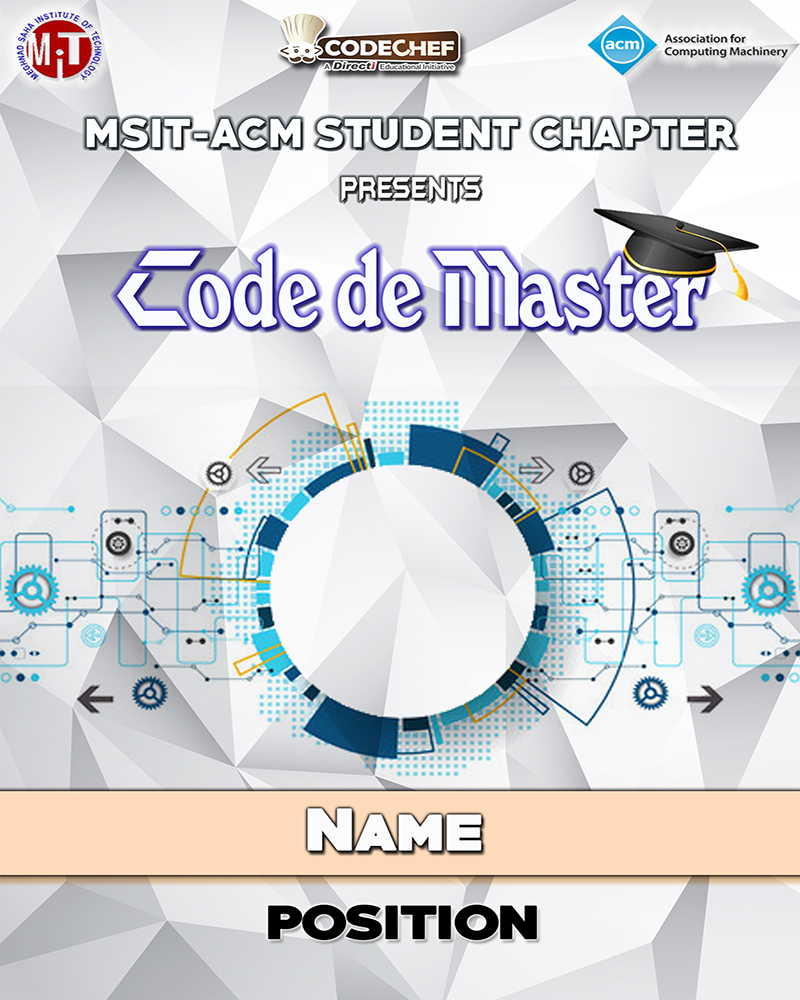 MEGHNAD SAHA INSTITUTE OF TECHNOLOGY
MiT
CODECHEF
A Directi Educational Initiative
acm
Association for
Computing Machinery
MSIT-ACM STUDENT CHAPTER
PRESENTS
Code de Master
NAME
POSITION